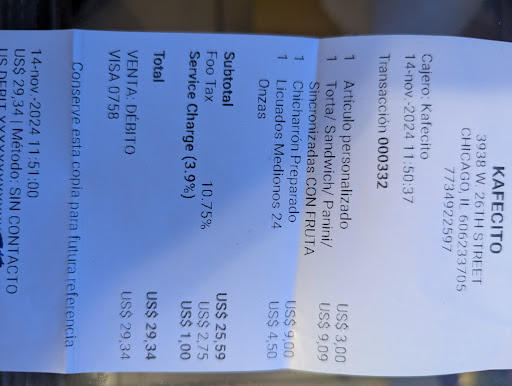 KAFECITO
3938 W. 26TH STREET
CHICAGO, IL 606233705
7734922597
Cajero: Kafecito
14-nov.-2024 11:50:37
Transacción 000332
1 Artículo personalizado US$ 3,00
1 Torta/ Sandwich/ Panini/ US$ 9,09
Sincronizadas CON FRUTA
1 Chicharrón Preparado US$ 9,00
1 Licuados Medionos 24 US$ 4,50
Onzas
Subtotal US$ 25,59
Foo Tax 10.75% US$ 2,75
Service Charge (3.9%) US$ 1,00
Total US$ 29,34
VENTA: DÉBITO US$ 29,34
VISA 0758
Conserve esta copia para futura referencia
14-nov.-2024 11:51:00
US$ 29,34 | Método: SIN CONTACTO
US DEBIT